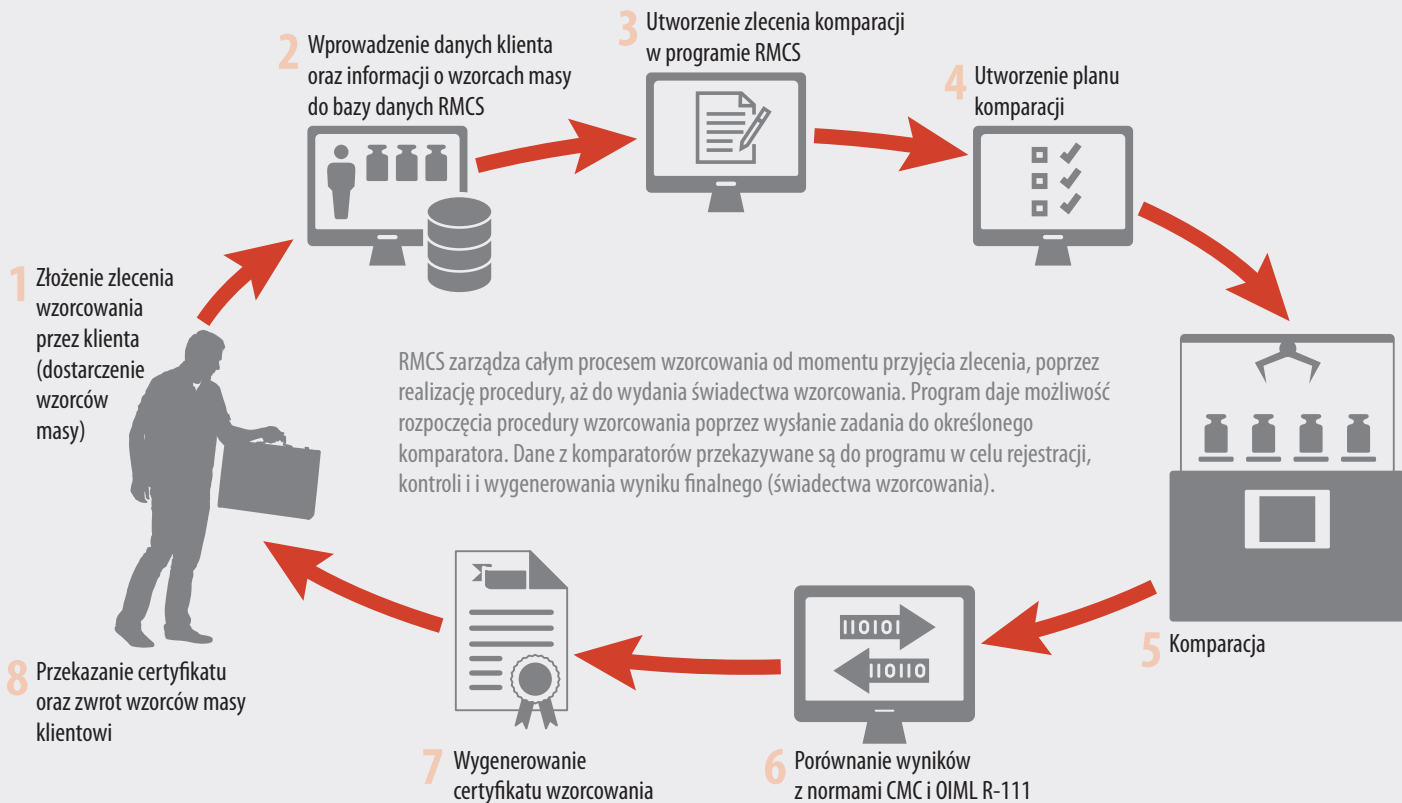 1 Złożenie zlecenia
wzorcowania
przez klienta
(dostarczenie
wzorców
masy)
2 Wprowadzenie danych klienta
oraz informacji o wzorcach masy
do bazy danych RMCS
3 Utworzenie zlecenia komparacji
w programie RMCS
4 Utworzenie planu
komparacji
RMCS zarządza całym procesem wzorcowania od momentu przyjęcia zlecenia, poprzez
realizację procedury, aż do wydania świadectwa wzorcowania. Program daje możliwość
rozpoczęcia procedury wzorcowania poprzez wysłanie zadania do określonego
komparatora. Dane z komparatorów przekazywane są do programu w celu rejestracji,
kontroli i i wygenerowania wyniku finalnego (świadectwa wzorcowania).
5 Komparacja
110101
110110
6 Porównanie wyników
z normami CMC i OIML R-111
7 Wygenerowanie
certyfikatu wzorcowania
8 Przekazanie certyfikatu
oraz zwrot wzorców masy
klientowi